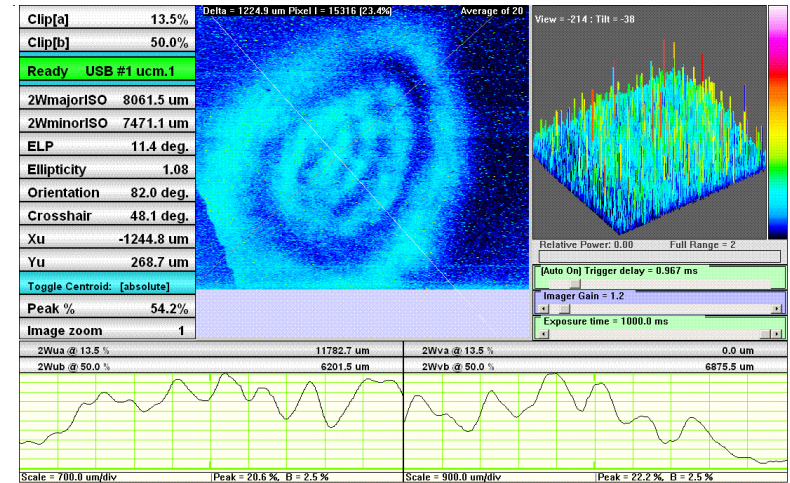 Clip[a] 13.5%
Clip[b] 50.0%
Ready USB #1 ucm.1
2WmajorISO 8061.5 um
2WminorISO 7471.1 um
ELP 11.4 deg.
Ellipticity 1.08
Orientation 82.0 deg.
Crosshair 48.1 deg.
Xu -1244.8 um
Yu 268.7 um
Toggle Centroid: [absolute]
Peak % 54.2%
Image zoom 1
Delta = 1224.9 um Pixel I = 15316 [23.4%] Average of 20
View = -214 : Tilt = -38
Relative Power: 0.00 Full Range = 2
[Auto On] Trigger delay = 0.967 ms
Imager Gain = 1.2
Exposure time = 1000.0 ms
2Wua @ 13.5 % 11782.7 um
2Wva @ 13.5 % 0.0 um
2Wub @ 50.0 % 6201.5 um
2Wvb @ 50.0 % 6875.5 um
Scale = 700.0 um/div Peak = 20.6 %, B = 2.5 %
Scale = 900.0 um/div Peak = 22.2 %, B = 2.5 %